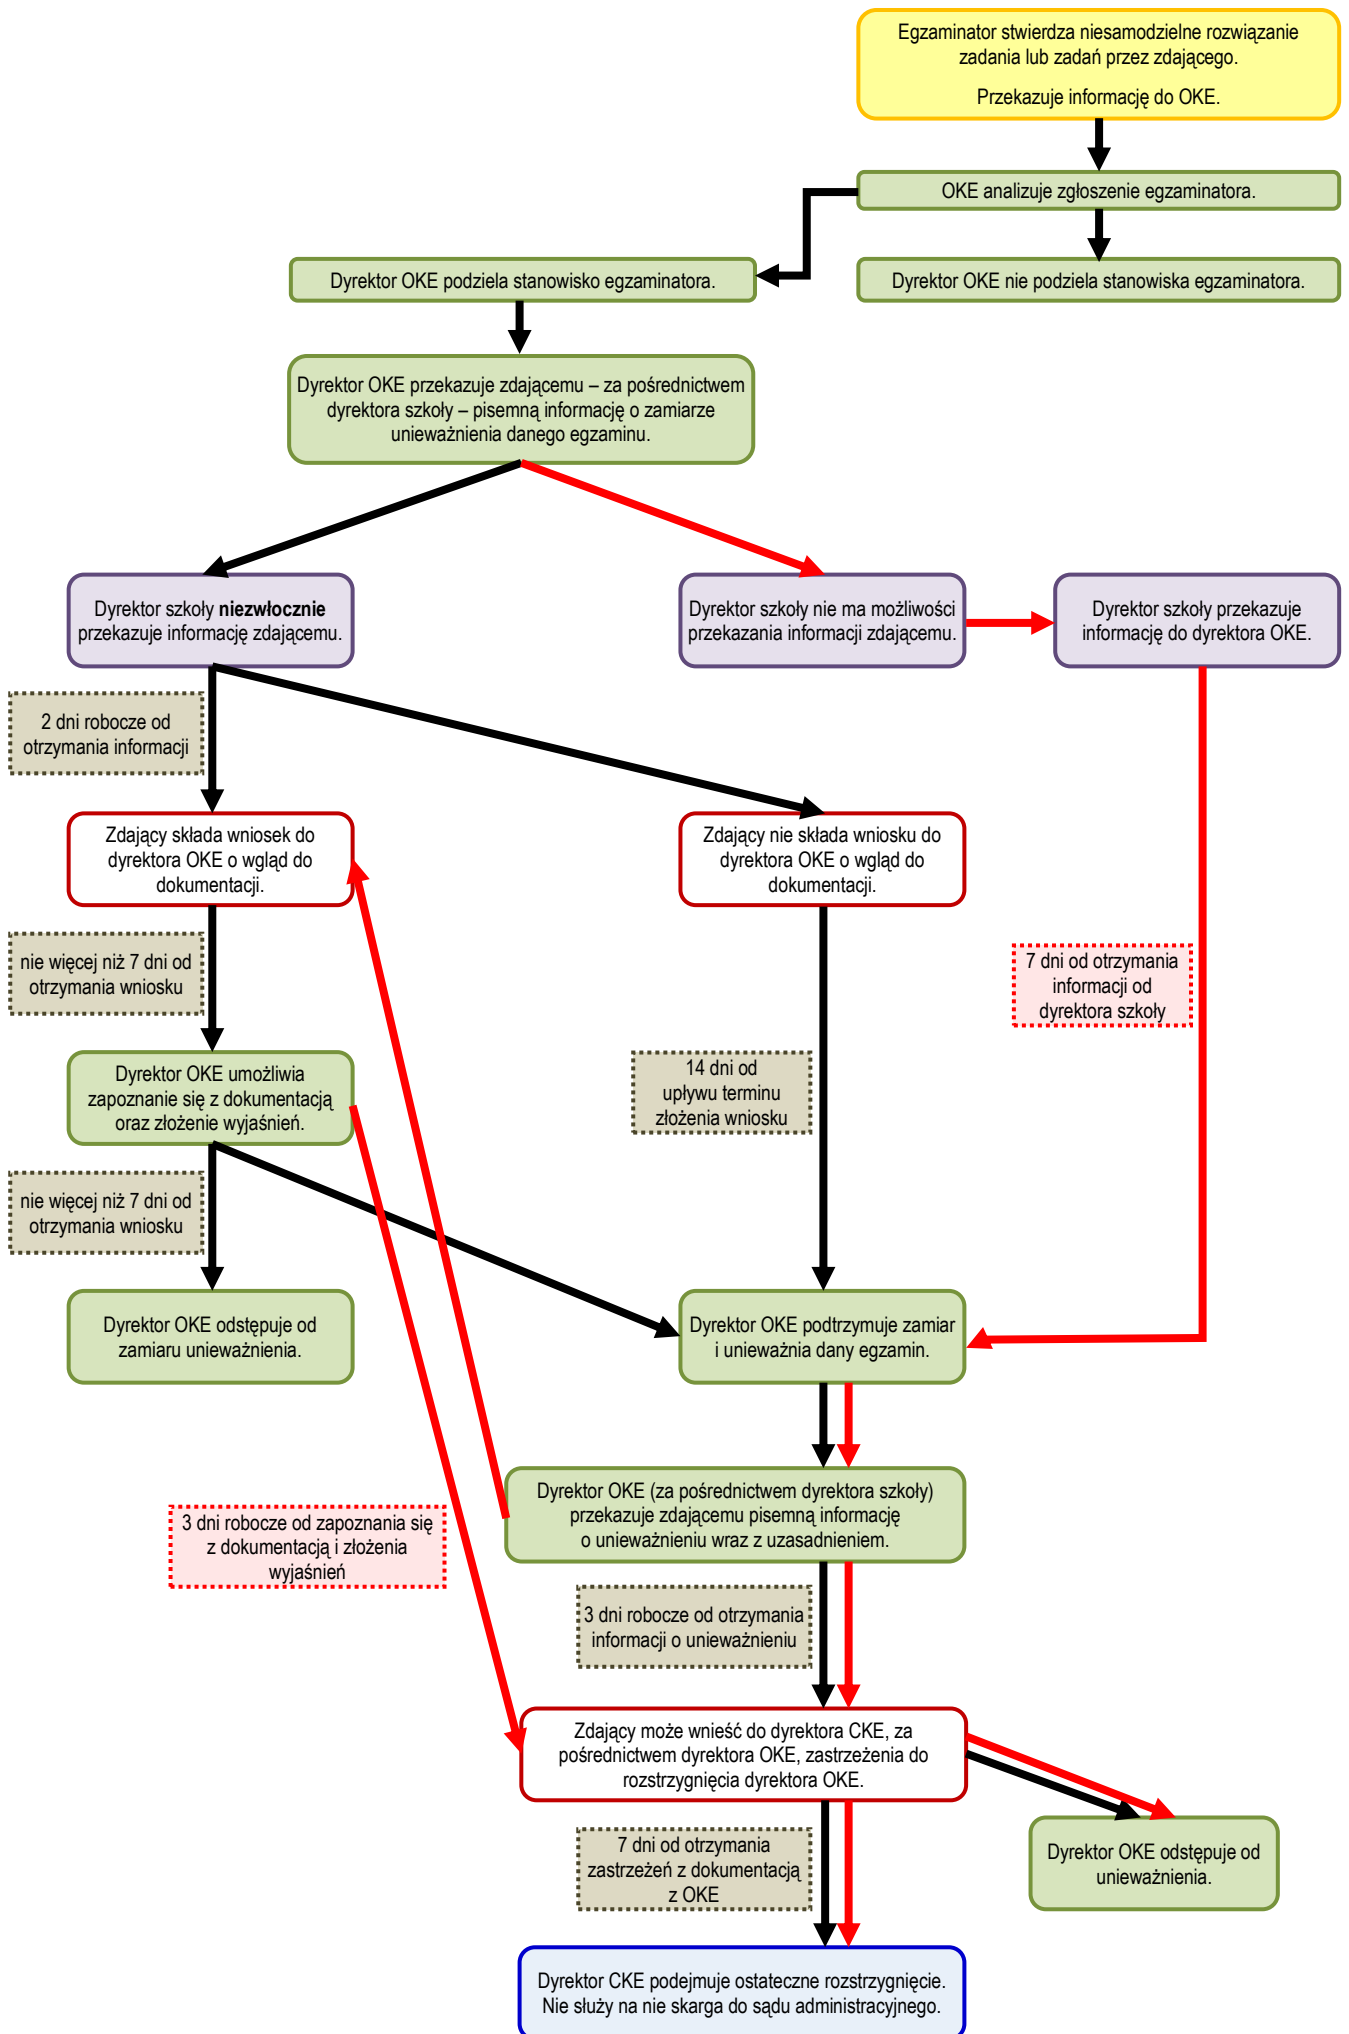 Egzaminator stwierdza niesamodzielne rozwiązanie
zadania lub zadań przez zdającego.
Przekazuje informację do OKE.
OKE analizuje zgłoszenie egzaminatora.
Dyrektor OKE podziela stanowisko egzaminatora.
Dyrektor OKE nie podziela stanowiska egzaminatora.
Dyrektor OKE przekazuje zdającemu – za pośrednictwem
dyrektora szkoły – pisemną informację o zamiarze
unieważnienia danego egzaminu.
Dyrektor szkoły niezwłocznie
przekazuje informację zdającemu.
Dyrektor szkoły nie ma możliwości
przekazania informacji zdającemu.
Dyrektor szkoły przekazuje
informację do dyrektora OKE.
2 dni robocze od
otrzymania informacji
Zdający składa wniosek do
dyrektora OKE o wgląd do
dokumentacji.
Zdający nie składa wniosku do
dyrektora OKE o wgląd do
dokumentacji.
nie więcej niż 7 dni od
otrzymania wniosku
7 dni od otrzymania
informacji od
dyrektora szkoły
Dyrektor OKE umożliwia
zapoznanie się z dokumentacją
oraz złożenie wyjaśnień.
14 dni od
upływu terminu
złożenia wniosku
nie więcej niż 7 dni od
otrzymania wniosku
Dyrektor OKE odstępuje od
zamiaru unieważnienia.
Dyrektor OKE podtrzymuje zamiar
i unieważnia dany egzamin.
Dyrektor OKE (za pośrednictwem dyrektora szkoły)
przekazuje zdającemu pisemną informację
o unieważnieniu wraz z uzasadnieniem.
3 dni robocze od zapoznania się
z dokumentacją i złożenia
wyjaśnień
3 dni robocze od otrzymania
informacji o unieważnieniu
Zdający może wnieść do dyrektora CKE, za
pośrednictwem dyrektora OKE, zastrzeżenia do
rozstrzygnięcia dyrektora OKE.
7 dni od otrzymania
zastrzeżeń z dokumentacją
z OKE
Dyrektor OKE odstępuje od
unieważnienia.
Dyrektor CKE podejmuje ostateczne rozstrzygnięcie.
Nie służy na nie skarga do sądu administracyjnego.